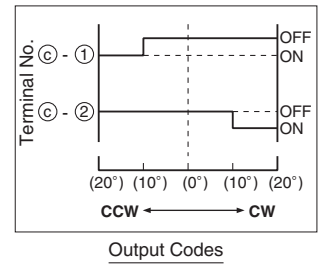 Terminal No.
OFF
ⓒ - ① ON
ⓒ - ② OFF
ON
(20°) (10°) (0°) (10°) (20°)
CCW CW
Output Codes